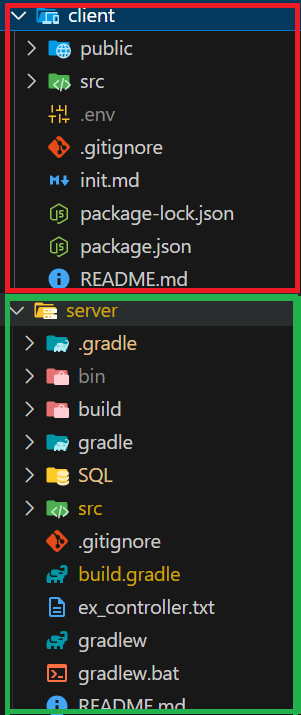 client
public
src
.env
.gitignore
init.md
package-lock.json
package.json
README.md
server
.gradle
bin
build
gradle
SQL
src
.gitignore
build.gradle
ex_controller.txt
gradlew
gradlew.bat
README.md